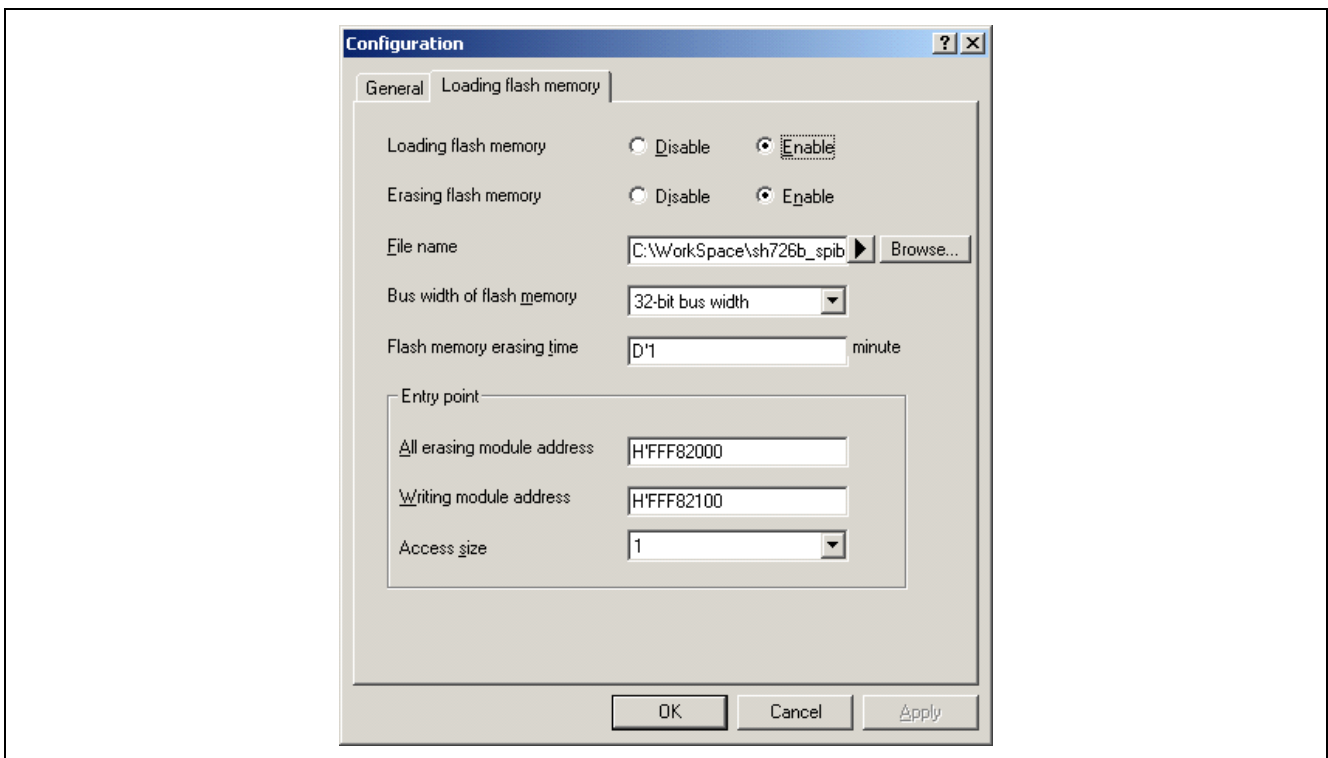 Configuration
General Loading flash memory
Loading flash memory Disable Enable
Erasing flash memory Disable Enable
File name C:\WorkSpace\sh726b_spib Browse...
Bus width of flash memory 32-bit bus width
Flash memory erasing time D'1 minute
Entry point
All erasing module address H'FFF82000
Writing module address H'FFF82100
Access size 1
OK Cancel Apply